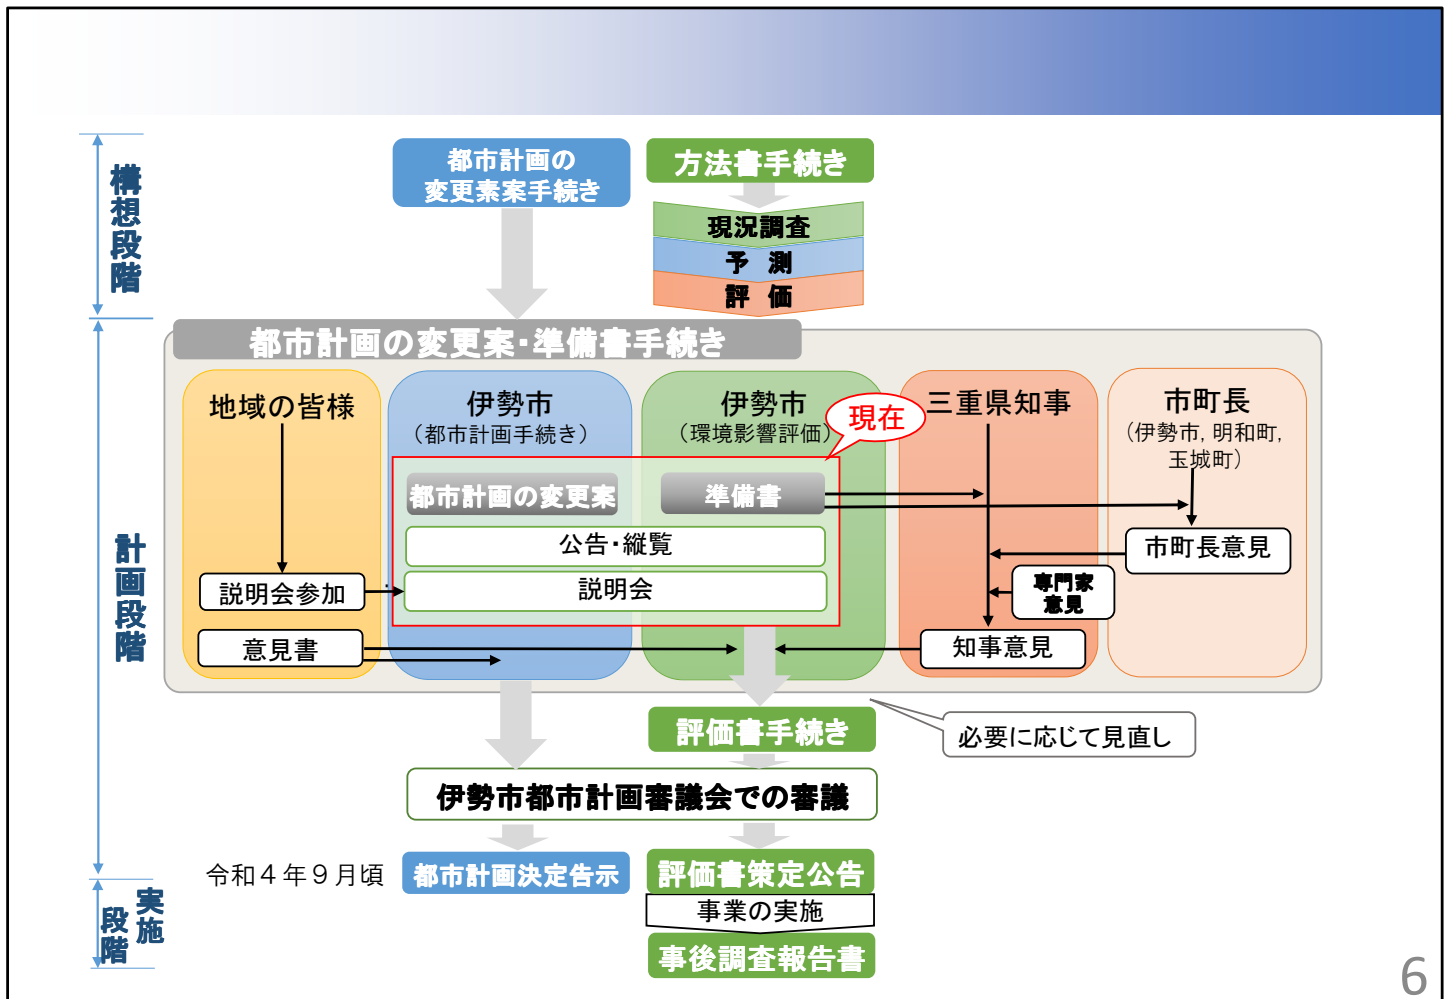 構想段階
都市計画の
変更素案手続き
方法書手続き
現況調査
予 測
評 価
計画段階
都市計画の変更案・準備書手続き
地域の皆様
伊勢市
(都市計画手続き)
伊勢市
(環境影響評価)
現在
三重県知事
市町長
(伊勢市, 明和町,
玉城町)
都市計画の変更案
準備書
公告・縦覧
市町長意見
説明会参加
説明会
専門家
意見
意見書
知事意見
評価書手続き
必要に応じて見直し
伊勢市都市計画審議会での審議
令和４年９月頃
都市計画決定告示
評価書策定公告
実施
段階
事業の実施
事後調査報告書
6